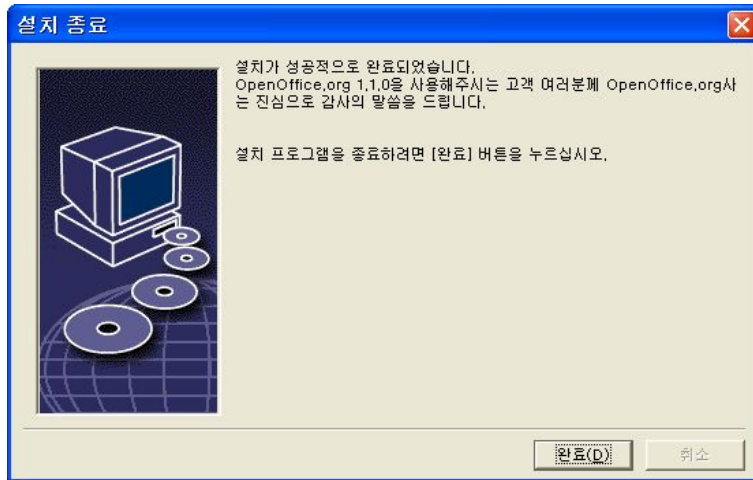 설치 종료
설치가 성공적으로 완료되었습니다.
OpenOffice.org 1.1.0을 사용해주시는 고객 여러분께 OpenOffice.org사
는 진심으로 감사의 말씀을 드립니다.
설치 프로그램을 종료하려면 [완료] 버튼을 누르십시오.
완료(D)
취소